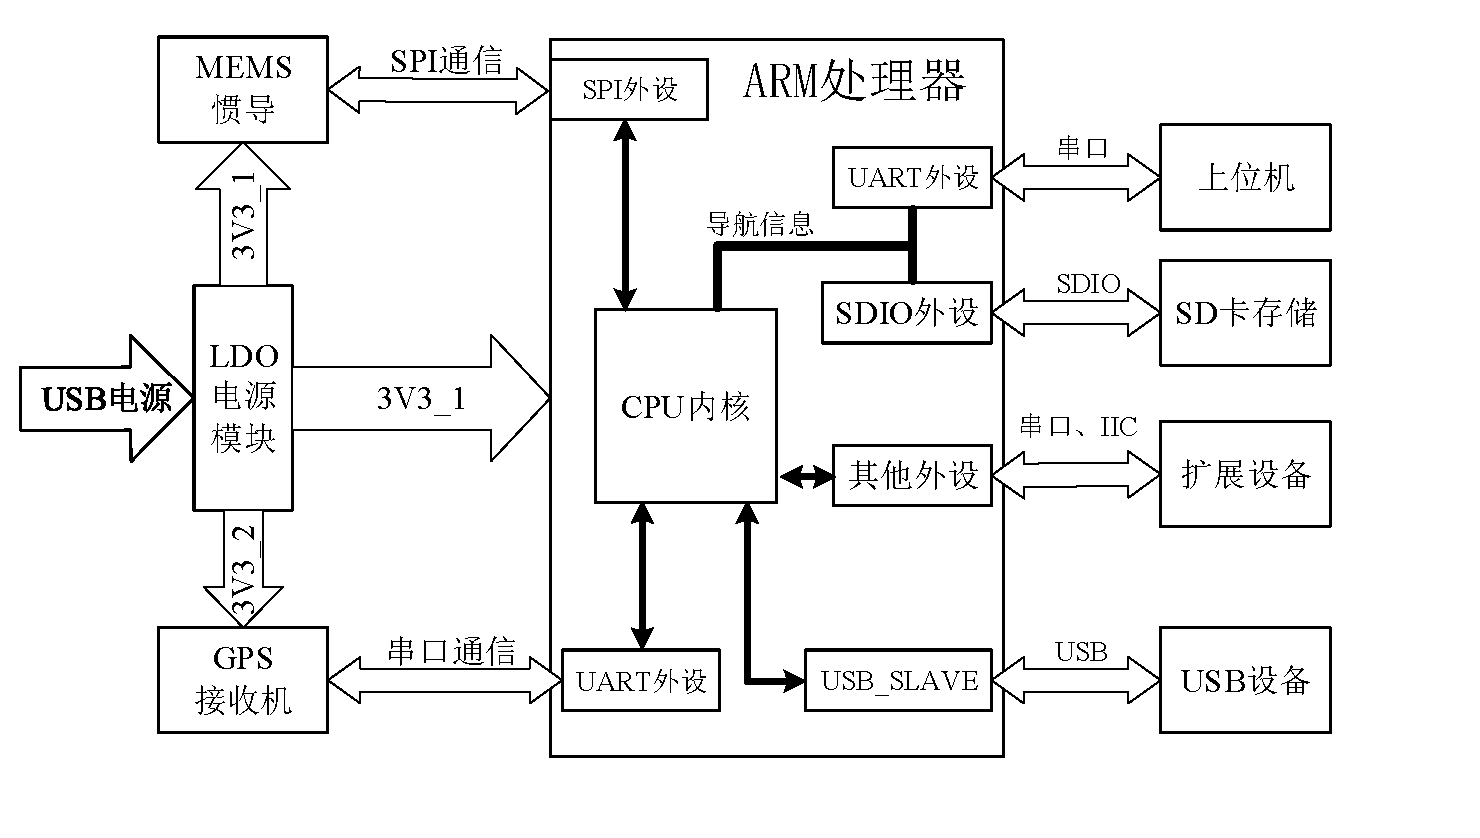 MEMS
惯导
SPI通信
SPI外设
ARM处理器
3V3_1
UART外设
串口
上位机
导航信息
SDIO外设
SDIO
SD卡存储
USB电源
LDO
电源
模块
3V3_1
CPU内核
其他外设
串口、IIC
扩展设备
3V3_2
GPS
接收机
串口通信
UART外设
USB_SLAVE
USB
USB设备